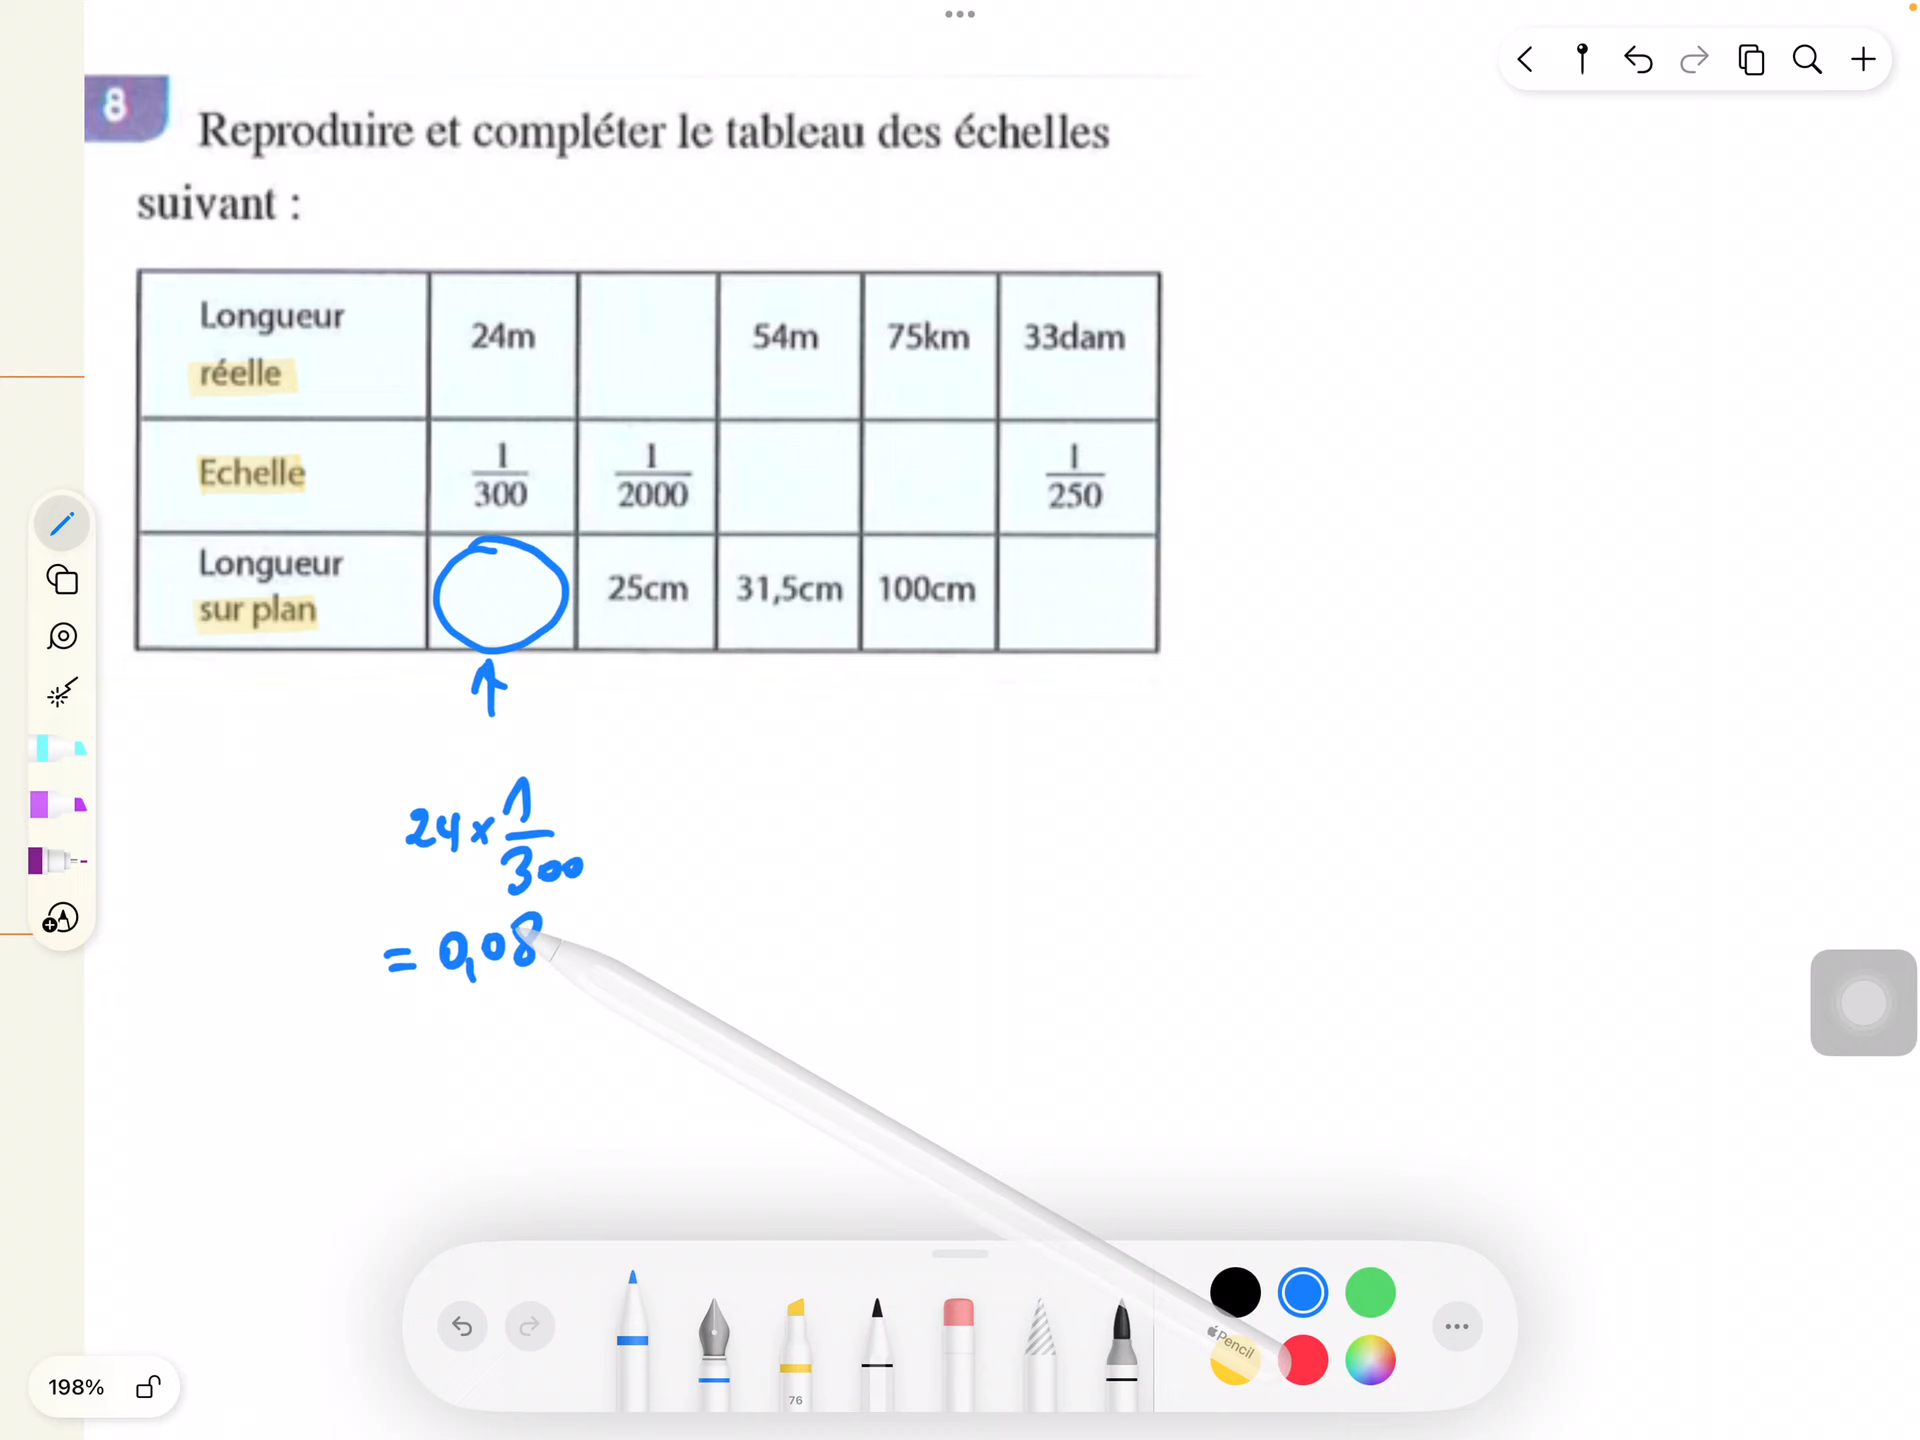 8 Reproduire et compléter le tableau des échelles
suivant :
Longueur réelle 24m 54m 75km 33dam
Echelle 1/300 1/2000 1/250
Longueur sur plan 25cm 31,5cm 100cm
24 × 1/300
= 0,08
76
Pencil
198%